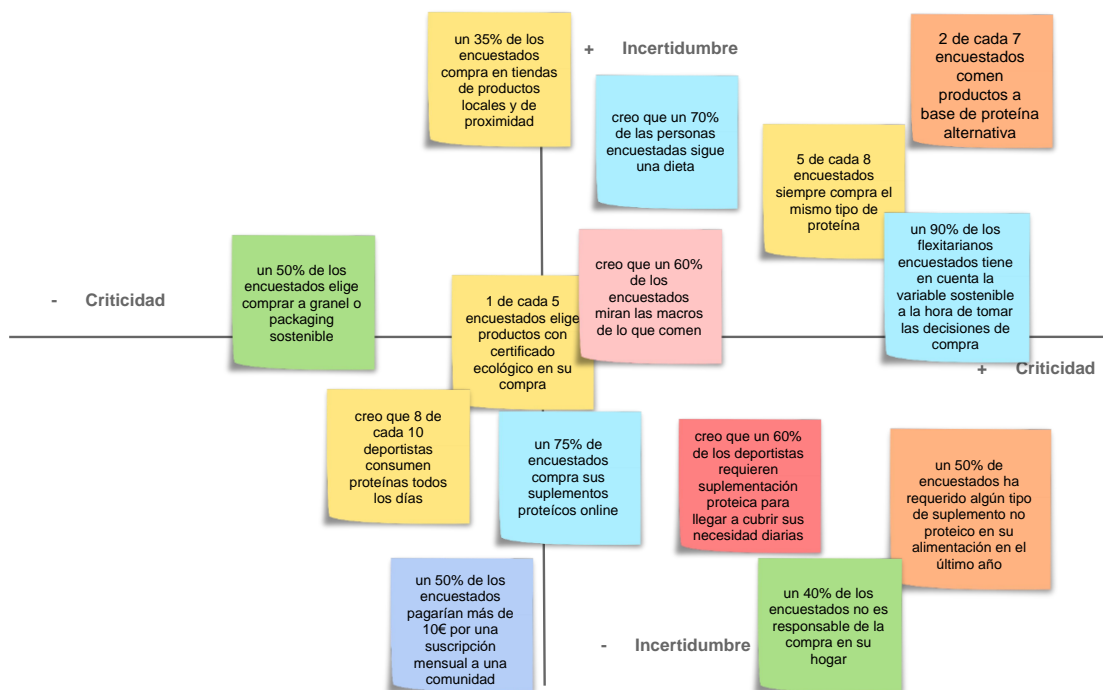 un 35% de los
encuestados
compra en tiendas
de productos
locales y de
proximidad
+ Incertidumbre
2 de cada 7
encuestados
comen
productos a
base de proteína
alternativa
creo que un 70%
de las personas
encuestadas sigue
una dieta
5 de cada 8
encuestados
siempre compra el
mismo tipo de
proteína
un 90% de los
flexitarianos
encuestados tiene
en cuenta la
variable sostenible
a la hora de tomar
las decisiones de
compra
un 50% de los
encuestados elige
comprar a granel o
packaging
sostenible
creo que un 60%
de los
encuestados
miran las macros
de lo que comen
- Criticidad
1 de cada 5
encuestados elige
productos con
certificado
ecológico en su
compra
+ Criticidad
creo que 8 de
cada 10
deportistas
consumen
proteínas todos
los días
un 75% de
encuestados
compra sus
suplementos
proteícos online
creo que un 60%
de los deportistas
requieren
suplementación
proteica para
llegar a cubrir sus
necesidad diarias
un 50% de
encuestados ha
requerido algún tipo
de suplemento no
proteico en su
alimentación en el
último año
un 50% de los
encuestados
pagarían más de
10€ por una
suscripción
mensual a una
comunidad
- Incertidumbre
un 40% de los
encuestados no es
responsable de la
compra en su
hogar